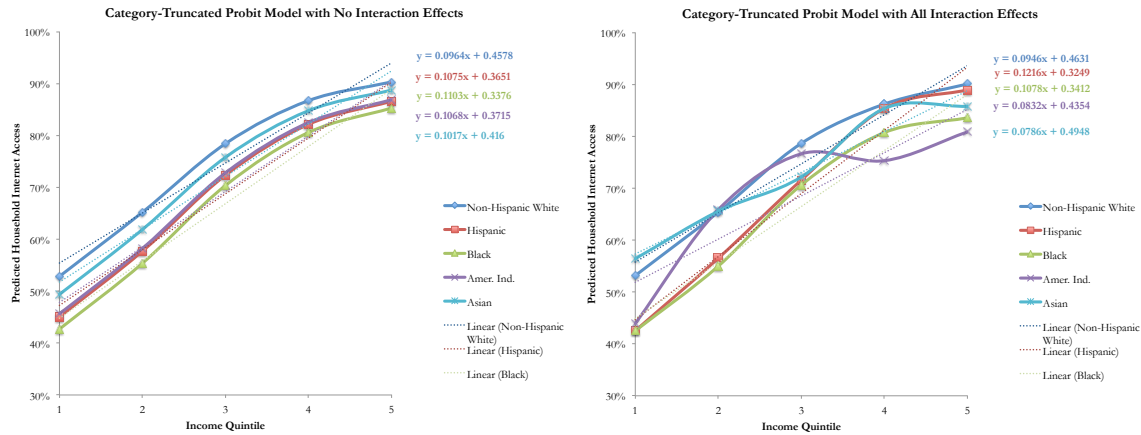 Category-Truncated Probit Model with No Interaction Effects
Predicted Household Internet Access
100%
90%
80%
70%
60%
50%
40%
30%
1 2 3 4 5
Income Quintile
y = 0.0964x + 0.4578
y = 0.1075x + 0.3651
y = 0.1103x + 0.3376
y = 0.1068x + 0.3715
y = 0.1017x + 0.416
Non-Hispanic White
Hispanic
Black
Amer. Ind.
Asian
Linear (Non-Hispanic
White)
Linear (Hispanic)
Linear (Black)
Category-Truncated Probit Model with All Interaction Effects
Predicted Household Internet Access
100%
90%
80%
70%
60%
50%
40%
30%
1 2 3 4 5
Income Quintile
y = 0.0946x + 0.4631
y = 0.1216x + 0.3249
y = 0.1078x + 0.3412
y = 0.0832x + 0.4354
y = 0.0786x + 0.4948
Non-Hispanic White
Hispanic
Black
Amer. Ind.
Asian
Linear (Non-Hispanic
White)
Linear (Hispanic)
Linear (Black)